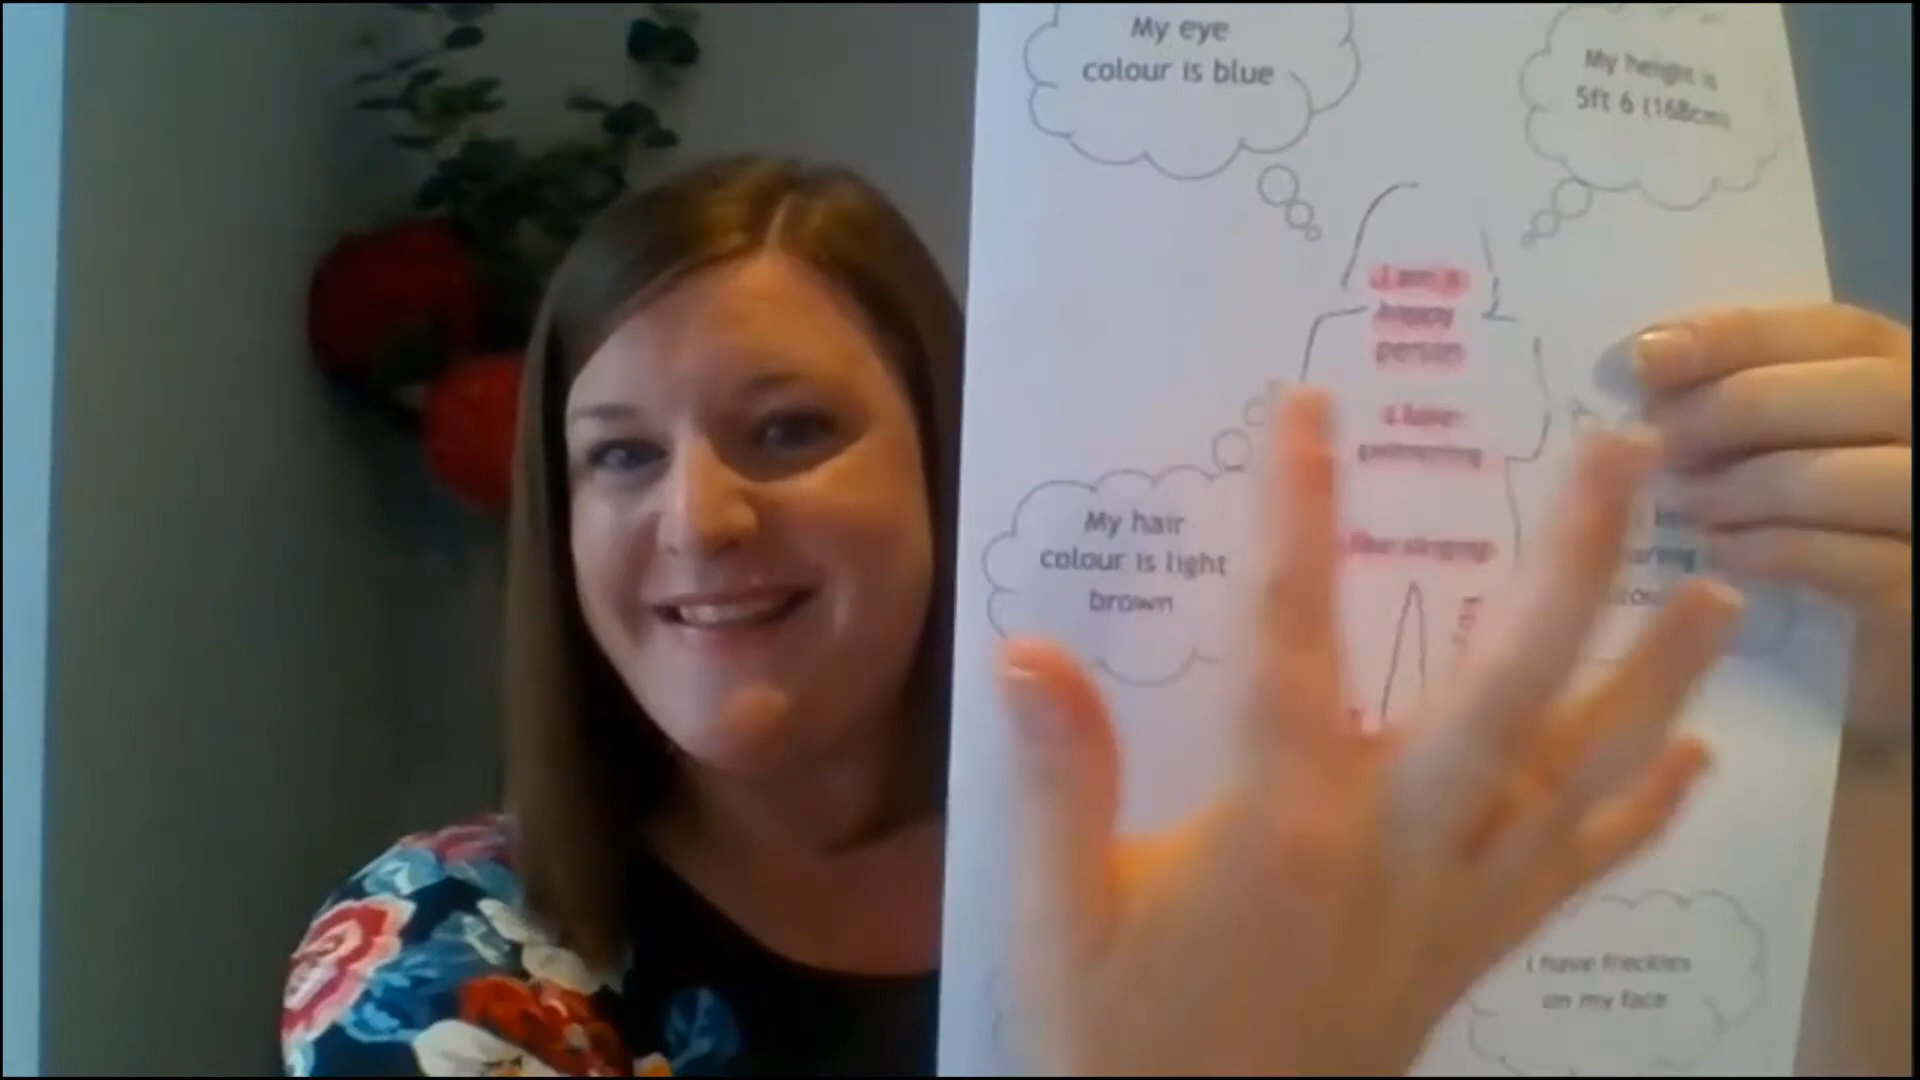 My eye
colour is blue
My height is
5ft 6 (168cm)
I am a
happy
person
I love
swimming
I like singing
My hair
colour is light
brown
I have freckles
on my face